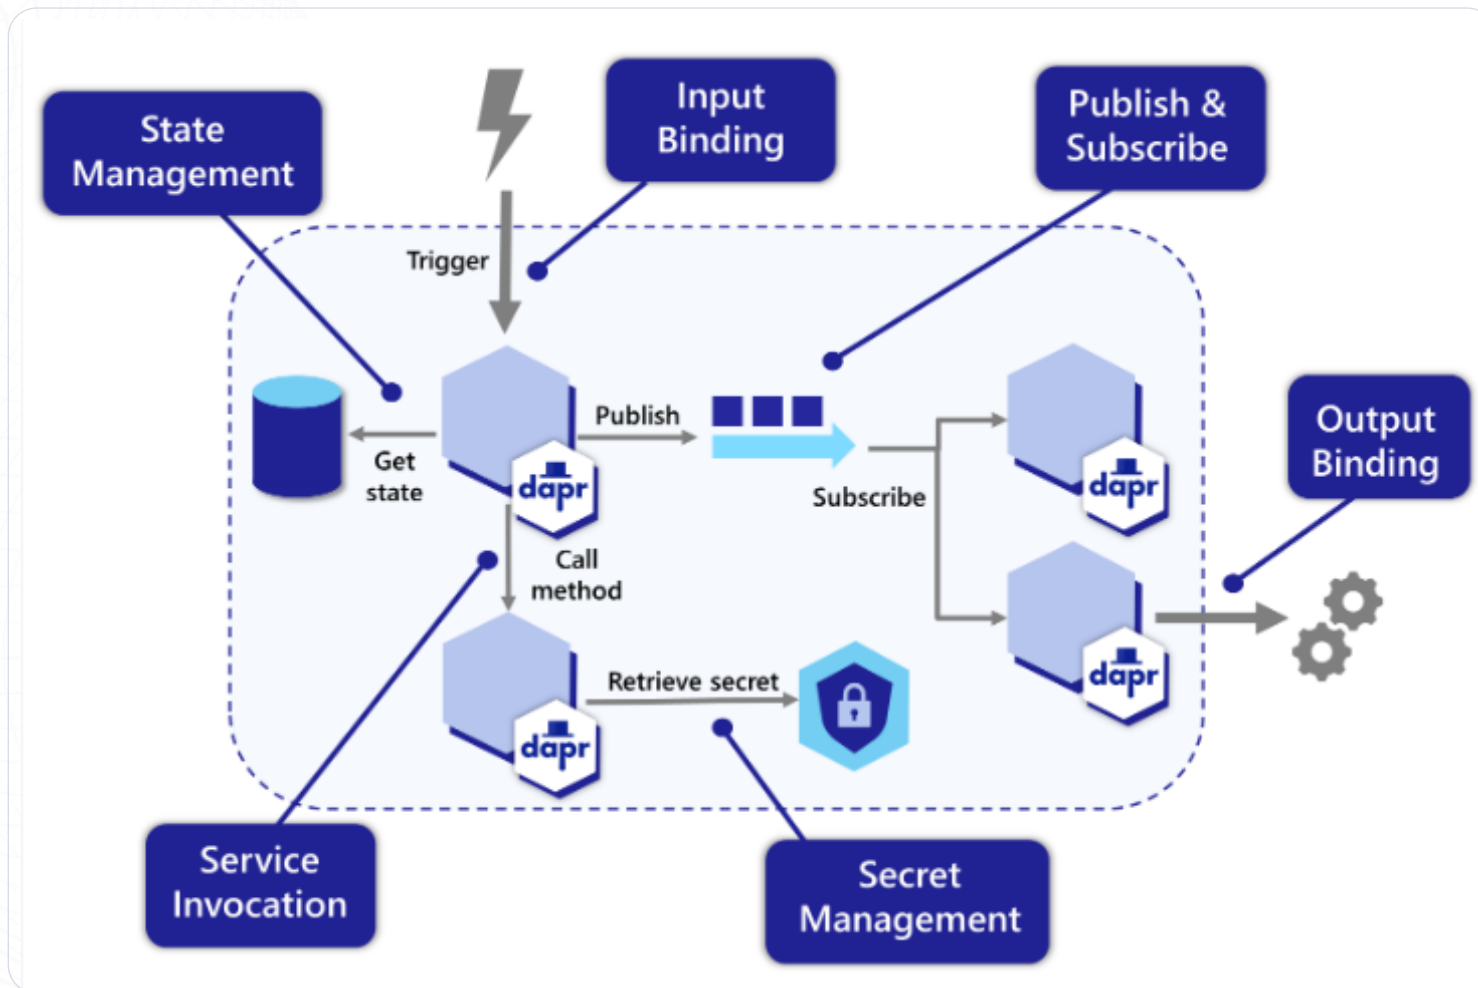 State
Management
Input
Binding
Publish &
Subscribe
Trigger
Output
Binding
Publish
Get
state
dapr
Subscribe
dapr
Call
method
dapr
Retrieve secret
dapr
Service
Invocation
Secret
Management